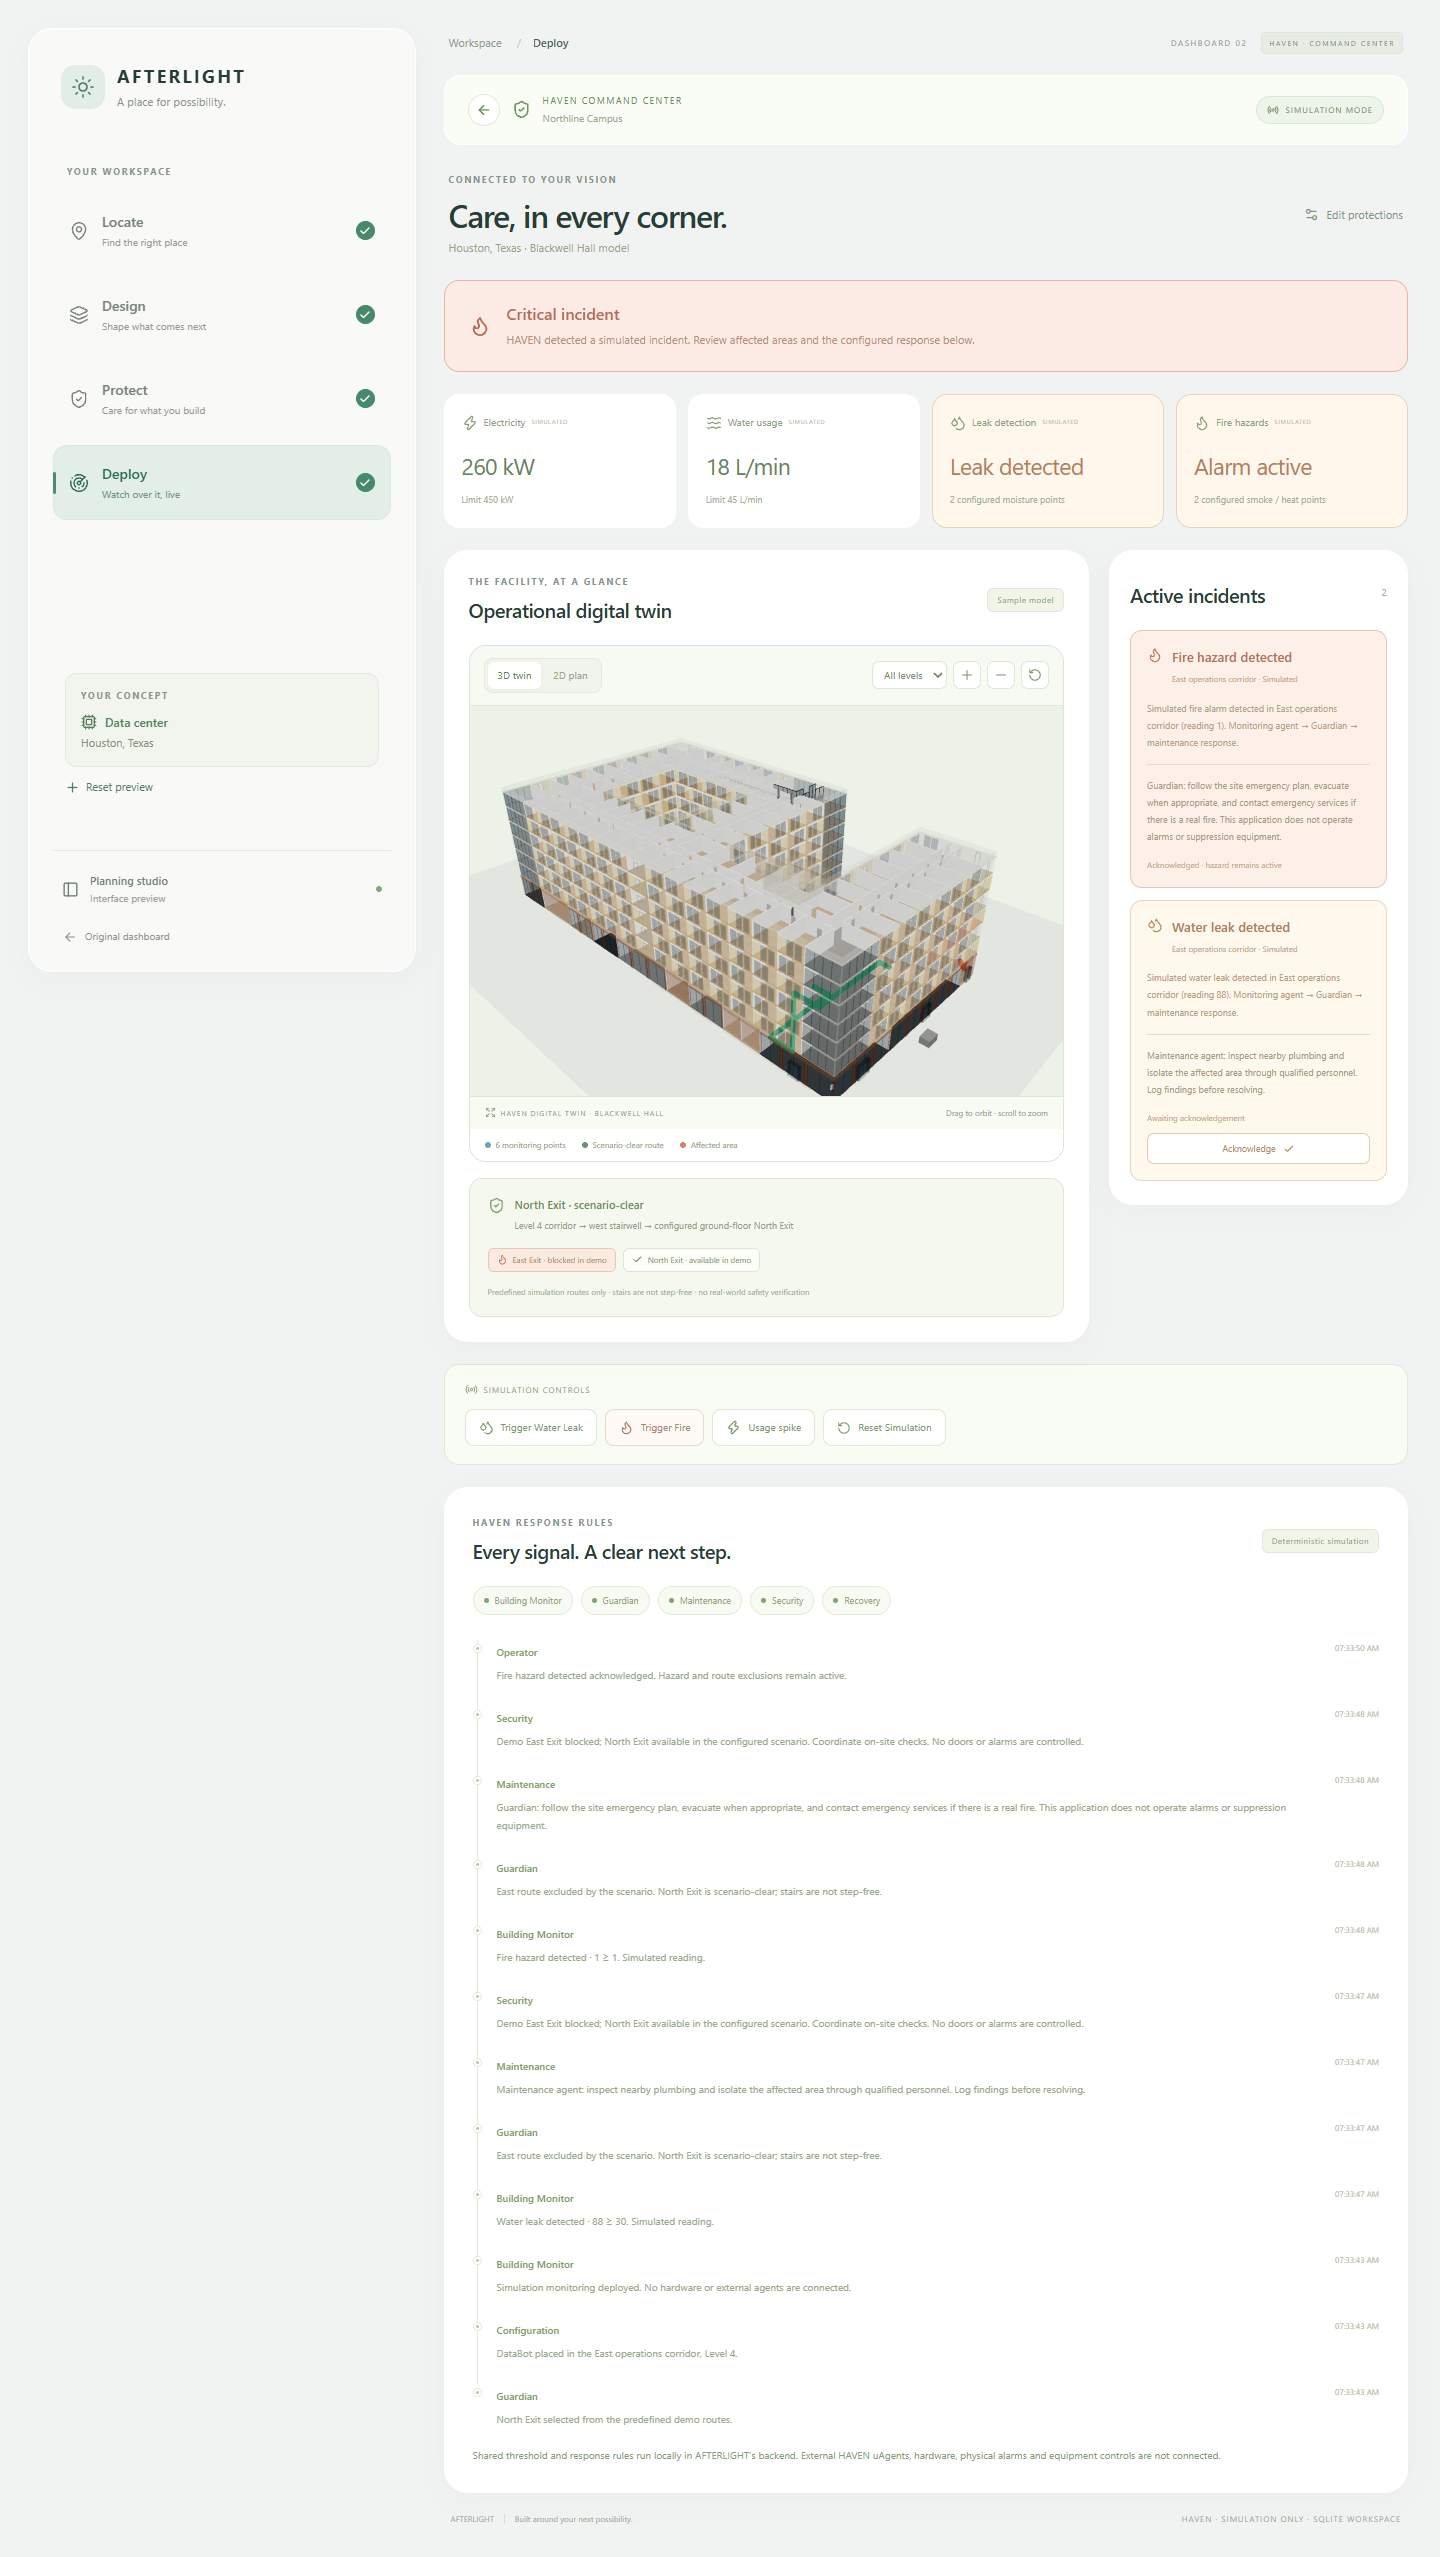 AFTERLIGHT
A place for possibility.
YOUR WORKSPACE
Locate
Find the right place
Design
Shape what comes next
Protect
Care for what you build
Deploy
Watch over it, live
YOUR CONCEPT
Data center
Houston, Texas
Reset preview
Planning studio
Interface preview
Original dashboard
Workspace / Deploy
DASHBOARD 02
HAVEN · COMMAND CENTER
HAVEN COMMAND CENTER
Northline Campus
SIMULATION MODE
CONNECTED TO YOUR VISION
Care, in every corner.
Houston, Texas · Blackwell Hall model
Edit protections
Critical incident
HAVEN detected a simulated incident. Review affected areas and the configured response below.
Electricity SIMULATED
260 kW
Limit 450 kW
Water usage SIMULATED
18 L/min
Limit 45 L/min
Leak detection SIMULATED
Leak detected
2 configured moisture points
Fire hazards SIMULATED
Alarm active
2 configured smoke / heat points
THE FACILITY, AT A GLANCE
Operational digital twin
Sample model
3D twin
2D plan
All levels
HAVEN DIGITAL TWIN · BLACKWELL HALL
Drag to orbit · scroll to zoom
6 monitoring points
Scenario-clear route
Affected area
North Exit · scenario-clear
Level 4 corridor → west stairwell → configured ground-floor North Exit
East Exit · blocked in demo
North Exit · available in demo
Predefined simulation routes only · stairs are not step-free · no real-world safety verification
Active incidents
2
Fire hazard detected
East operations corridor · Simulated
Simulated fire alarm detected in East operations
corridor (reading 1). Monitoring agent → Guardian →
maintenance response.
Guardian: follow the site emergency plan, evacuate
when appropriate, and contact emergency services if
there is a real fire. This application does not operate
alarms or suppression equipment.
Acknowledged · hazard remains active
Water leak detected
East operations corridor · Simulated
Simulated water leak detected in East operations
corridor (reading 88). Monitoring agent → Guardian →
maintenance response.
Maintenance agent: inspect nearby plumbing and
isolate the affected area through qualified personnel.
Log findings before resolving.
Awaiting acknowledgement
Acknowledge
SIMULATION CONTROLS
Trigger Water Leak
Trigger Fire
Usage spike
Reset Simulation
HAVEN RESPONSE RULES
Every signal. A clear next step.
Deterministic simulation
Building Monitor
Guardian
Maintenance
Security
Recovery
Operator
07:33:50 AM
Fire hazard detected acknowledged. Hazard and route exclusions remain active.
Security
07:33:48 AM
Demo East Exit blocked; North Exit available in the configured scenario. Coordinate on-site checks. No doors or alarms are controlled.
Maintenance
07:33:48 AM
Guardian: follow the site emergency plan, evacuate when appropriate, and contact emergency services if there is a real fire. This application does not operate alarms or suppression
equipment.
Guardian
07:33:48 AM
East route excluded by the scenario. North Exit is scenario-clear; stairs are not step-free.
Building Monitor
07:33:48 AM
Fire hazard detected · 1 ≥ 1. Simulated reading.
Security
07:33:47 AM
Demo East Exit blocked; North Exit available in the configured scenario. Coordinate on-site checks. No doors or alarms are controlled.
Maintenance
07:33:47 AM
Maintenance agent: inspect nearby plumbing and isolate the affected area through qualified personnel. Log findings before resolving.
Guardian
07:33:47 AM
East route excluded by the scenario. North Exit is scenario-clear; stairs are not step-free.
Building Monitor
07:33:47 AM
Water leak detected · 88 ≥ 30. Simulated reading.
Building Monitor
07:33:43 AM
Simulation monitoring deployed. No hardware or external agents are connected.
Configuration
07:33:43 AM
DataBot placed in the East operations corridor, Level 4.
Guardian
07:33:43 AM
North Exit selected from the predefined demo routes.
Shared threshold and response rules run locally in AFTERLIGHT's backend. External HAVEN uAgents, hardware, physical alarms and equipment controls are not connected.
AFTERLIGHT
Built around your next possibility.
HAVEN · SIMULATION ONLY · SQLITE WORKSPACE